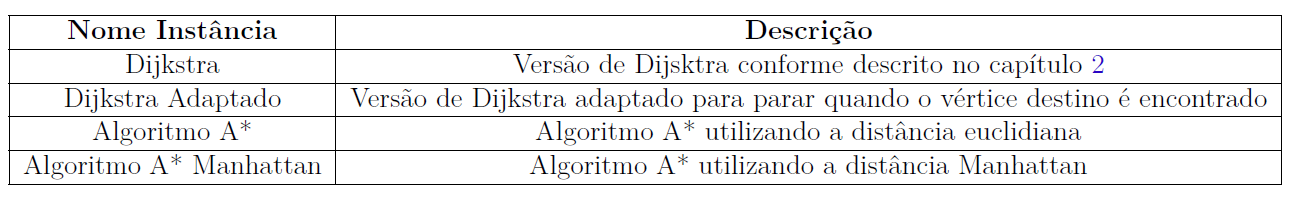 Nome Instância Descrição
Dijkstra Versão de Dijsktra conforme descrito no capítulo 2
Dijkstra Adaptado Versão de Dijkstra adaptado para parar quando o vértice destino é encontrado
Algoritmo A* Algoritmo A* utilizando a distância euclidiana
Algoritmo A* Manhattan Algoritmo A* utilizando a distância Manhattan